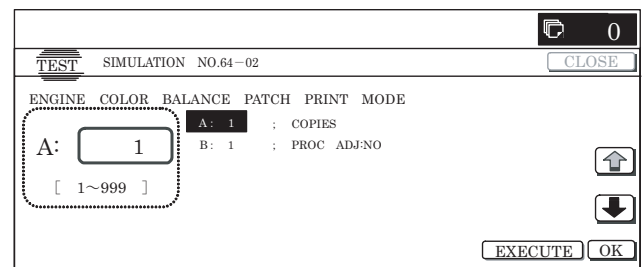 0
TEST SIMULATION NO.64－02 CLOSE
ENGINE COLOR BALANCE PATCH PRINT MODE
A: 1 ; COPIES
B: 1 ; PROC ADJ:NO
A: 1
[ 1～999 ]
EXECUTE OK